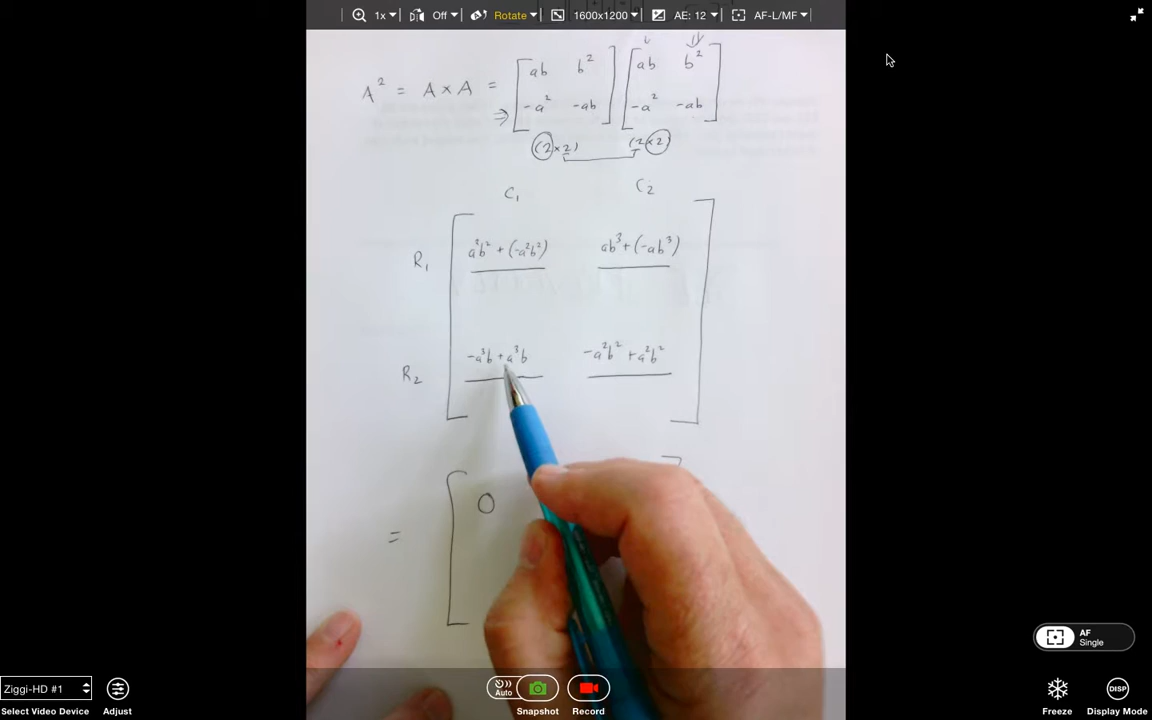 1x Off Rotate 1600x1200 AE: 12 AF-L/MF
A² = A × A = [ab b² -a² -ab] [ab b² -a² -ab]
⇒
(2×2) (2×2)
C₁ C₂
R₁ a²b² + (-a²b²) ab³ + (-ab³)
R₂ -a³b + a³b -a²b² + a²b²
= [ 0
AF
Single
Ziggi-HD #1
Auto
Select Video Device Adjust Snapshot Record Freeze DISP Display Mode